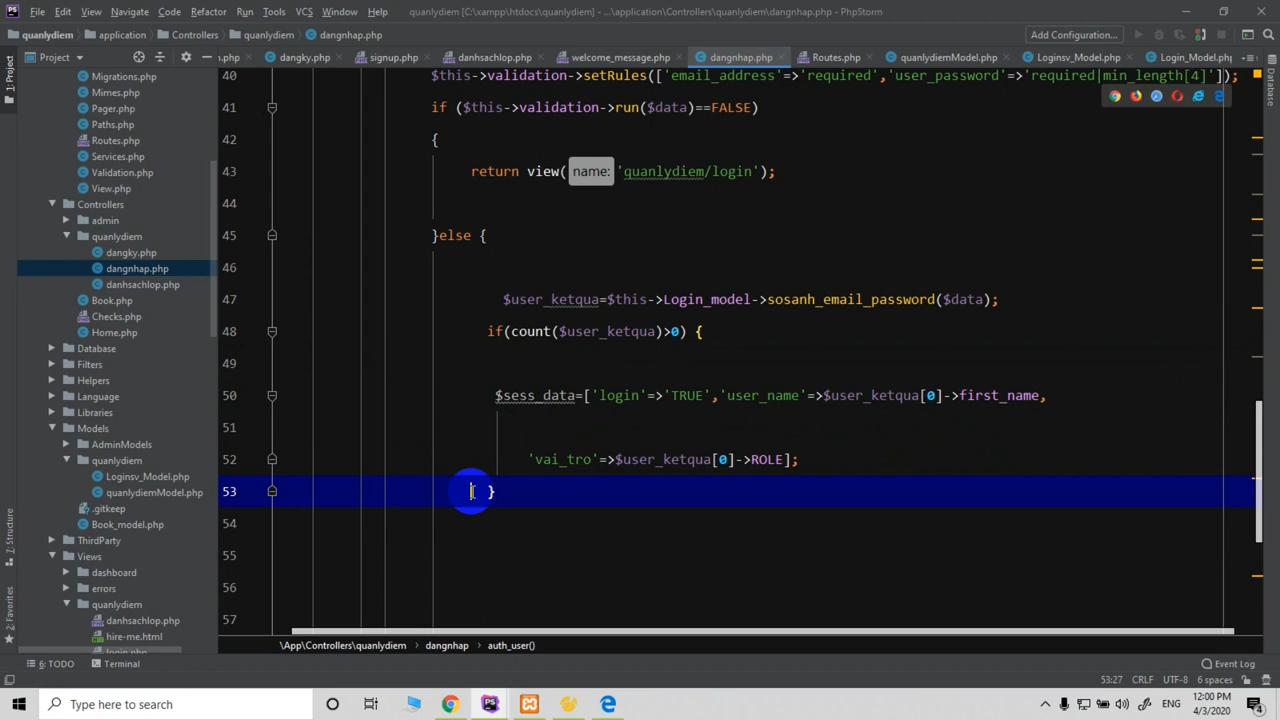 File Edit View Navigate Code Refactor Run Tools VCS Window Help quanlydiem [C:\xampp\htdocs\quanlydiem] - ...\application\Controllers\quanlydiem\dangnhap.php - PhpStorm
quanlydiem application Controllers quanlydiem dangnhap.php Add Configuration...
Project .php dangky.php signup.php danhsachlop.php welcome_message.php dangnhap.php Routes.php quanlydiemModel.php Loginsv_Model.php Login_Model.php
1: Project
Migrations.php
Mimes.php
Pager.php
Paths.php
Routes.php
Services.php
Validation.php
View.php
Controllers
admin
quanlydiem
dangky.php
dangnhap.php
danhsachlop.php
Book.php
Checks.php
Home.php
Database
Filters
Helpers
Language
Libraries
Models
AdminModels
quanlydiem
Loginsv_Model.php
quanlydiemModel.php
.gitkeep
Book_model.php
ThirdParty
Views
dashboard
errors
quanlydiem
danhsachlop.php
hire-me.html
login.php
7: Structure
2: Favorites
40 $this->validation->setRules(['email_address'=>'required','user_password'=>'required|min_length[4]']);
41 if ($this->validation->run($data)==FALSE)
42 {
43 return view( name: 'quanlydiem/login');
44
45 }else {
46
47 $user_ketqua=$this->Login_model->sosanh_email_password($data);
48 if(count($user_ketqua)>0) {
49
50 $sess_data=['login'=>'TRUE','user_name'=>$user_ketqua[0]->first_name,
51
52 'vai_tro'=>$user_ketqua[0]->ROLE];
53 }
54
55
56
57
\App\Controllers\quanlydiem dangnhap auth_user()
6: TODO Terminal Event Log
53:27 CRLF UTF-8 6 spaces
Type here to search ENG 12:00 PM
4/3/2020 4